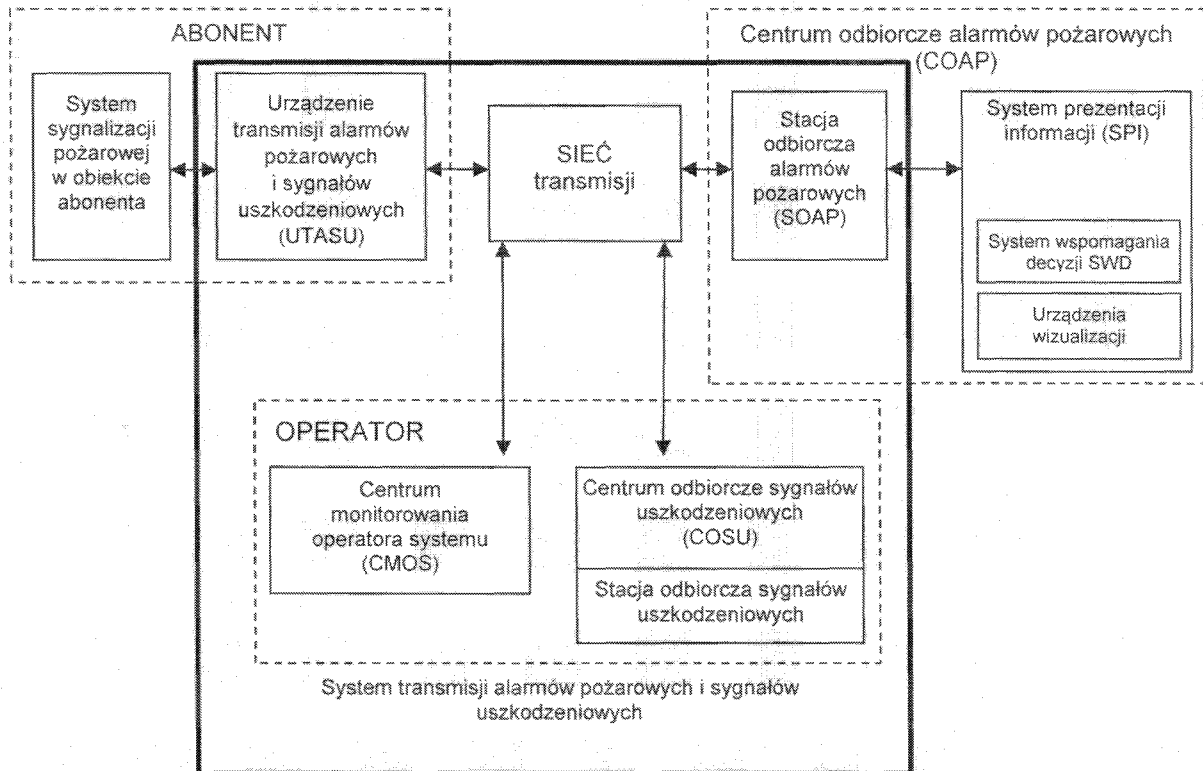 ABONENT
System
sygnalizacji
pożarowej
w obiekcie
abonenta
Urządzenie
transmisji alarmów
pożarowych
i sygnałów
uszkodzeniowych
(UTASU)
SIEĆ
transmisji
Centrum odbiorcze alarmów pożarowych
(COAP)
Stacja
odbiorcza
alarmów
pożarowych
(SOAP)
System prezentacji
informacji (SPI)
System wspomagania
decyzji SWD
Urządzenia
wizualizacji
OPERATOR
Centrum
monitorowania
operatora systemu
(CMOS)
Centrum odbiorcze sygnałów
uszkodzeniowych
(COSU)
Stacja odbiorcza sygnałów
uszkodzeniowych
System transmisji alarmów pożarowych i sygnałów
uszkodzeniowych